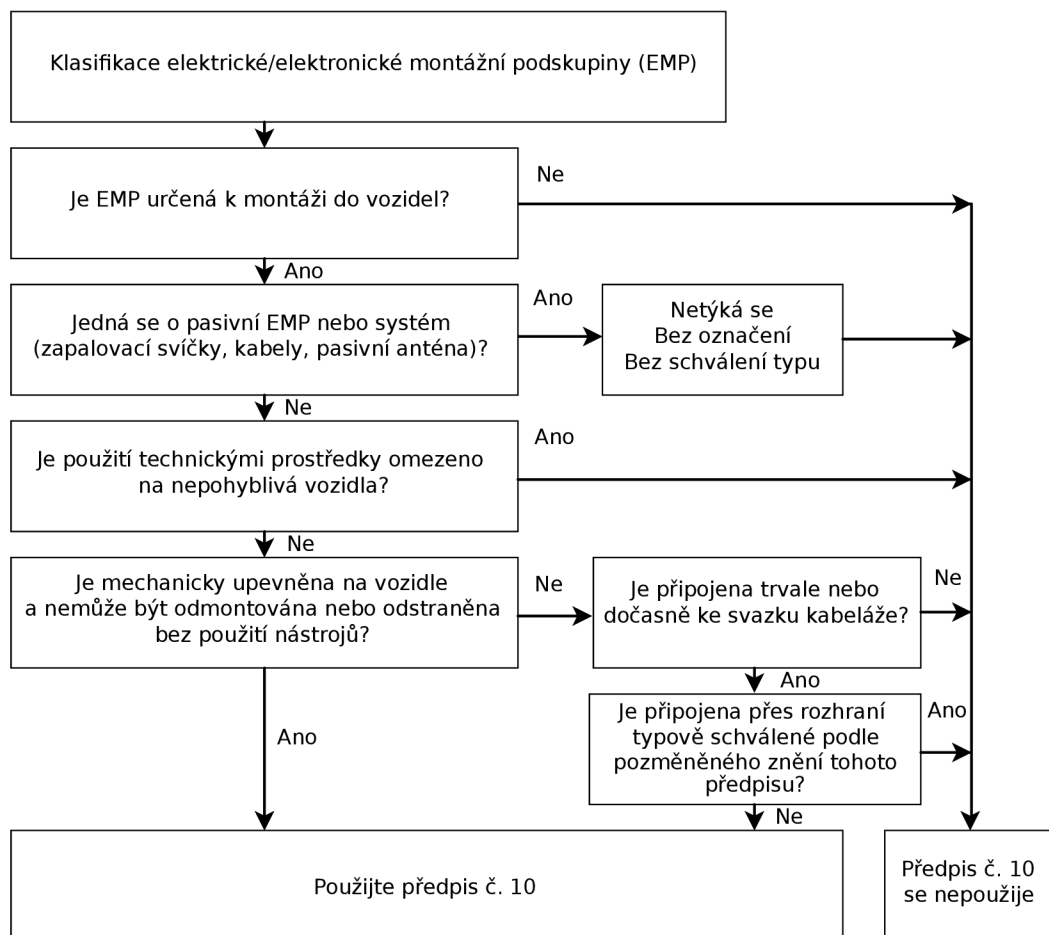 Klasifikace elektrické/elektronické montážní podskupiny (EMP)
Je EMP určená k montáži do vozidel?
Ne
Ano
Jedná se o pasivní EMP nebo systém
(zapalovací svíčky, kabely, pasivní anténa)?
Ano
Netýká se
Bez označení
Bez schválení typu
Ne
Je použití technickými prostředky omezeno
na nepohyblivá vozidla?
Ano
Ne
Je mechanicky upevněna na vozidle
a nemůže být odmontována nebo odstraněna
bez použití nástrojů?
Ne
Je připojena trvale nebo
dočasně ke svazku kabeláže?
Ne
Ano
Je připojena přes rozhraní
typově schválené podle
pozměněného znění tohoto
předpisu?
Ano
Ano
Ne
Použijte předpis č. 10
Předpis č. 10
se nepoužije